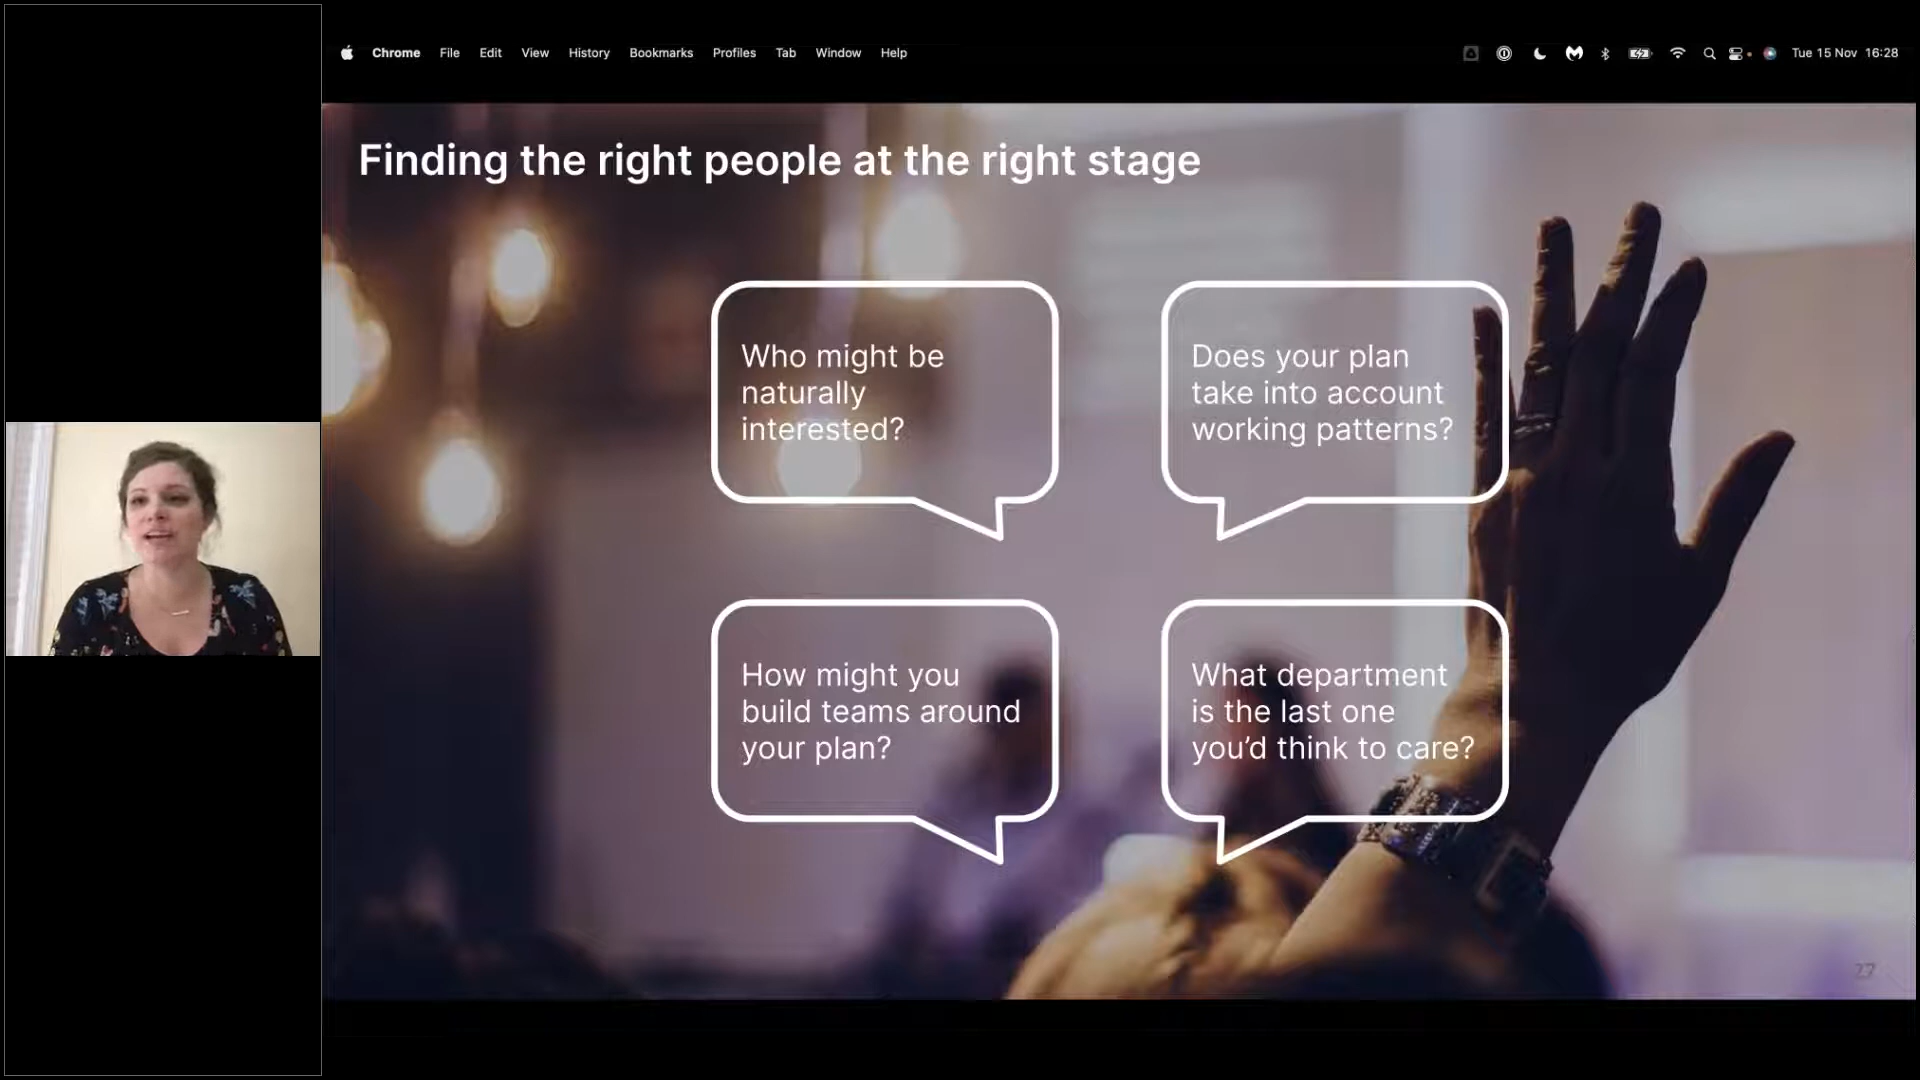 Chrome File Edit View History Bookmarks Profiles Tab Window Help Tue 15 Nov 16:28
Finding the right people at the right stage
Who might be
naturally
interested?
Does your plan
take into account
working patterns?
How might you
build teams around
your plan?
What department
is the last one
you’d think to care?
27